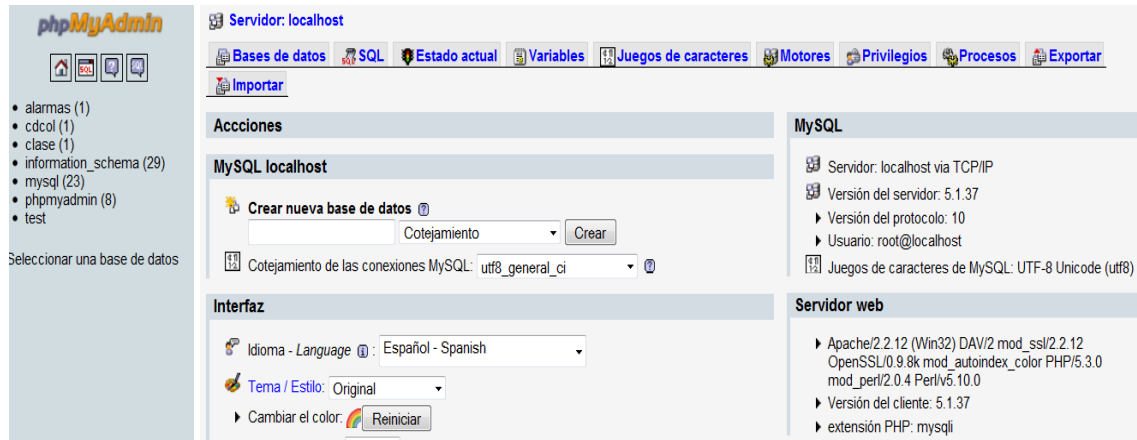 phpMyAdmin
SQL
alarmas (1)
cdcol (1)
clase (1)
information_schema (29)
mysql (23)
phpmyadmin (8)
test
Seleccionar una base de datos
Servidor: localhost
Bases de datos SQL Estado actual Variables Juegos de caracteres Motores Privilegios Procesos Exportar
Importar
Accciones
MySQL localhost
Crear nueva base de datos
Cotejamiento Crear
Cotejamiento de las conexiones MySQL: utf8_general_ci
Interfaz
Idioma - Language : Español - Spanish
Tema / Estilo: Original
Cambiar el color: Reiniciar
MySQL
Servidor: localhost via TCP/IP
Versión del servidor: 5.1.37
Versión del protocolo: 10
Usuario: root@localhost
Juegos de caracteres de MySQL: UTF-8 Unicode (utf8)
Servidor web
Apache/2.2.12 (Win32) DAV/2 mod_ssl/2.2.12
OpenSSL/0.9.8k mod_autoindex_color PHP/5.3.0
mod_perl/2.0.4 Perl/v5.10.0
Versión del cliente: 5.1.37
extensión PHP: mysqli